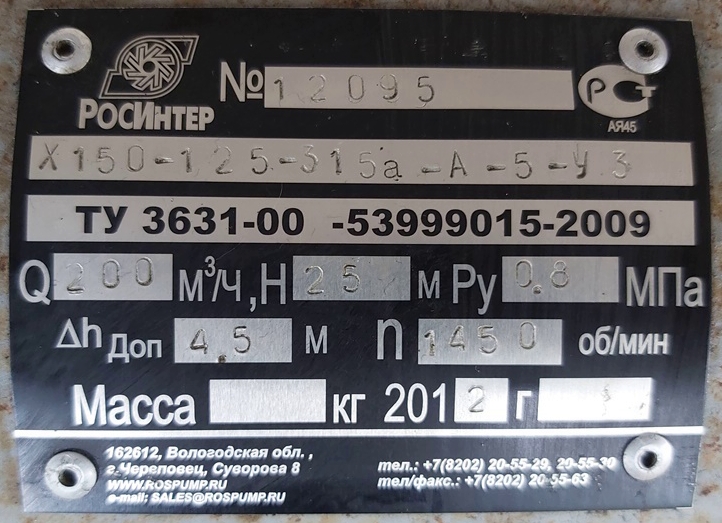 РосИнтер № 12095 РСТ
АЯ45
Х150-125-315а-А-5-У3
ТУ 3631-00 -53999015-2009
Q 200 м³/ч, Н 25 м Ру 0.8 МПа
Δh Доп 4.5 м n 1450 об/мин
Масса кг 2012 г
162612, Вологодская обл. ,
г.Череповец, Суворова 8 тел.: +7(8202) 20-55-29, 20-55-30
WWW.ROSPUMP.RU тел/факс.: +7(8202) 20-55-63
e-mail: SALES@ROSPUMP.RU